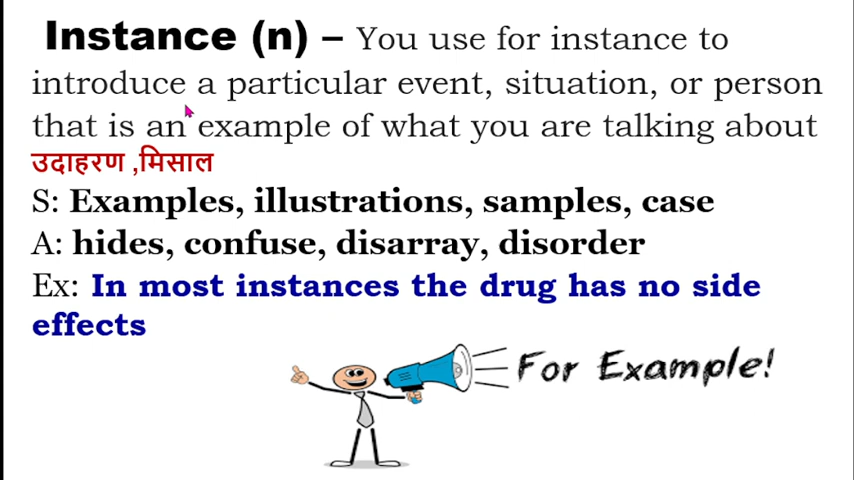 Instance (n) – You use for instance to
introduce a particular event, situation, or person
that is an example of what you are talking about
उदाहरण ,मिसाल
S: Examples, illustrations, samples, case
A: hides, confuse, disarray, disorder
Ex: In most instances the drug has no side
effects
For Example!